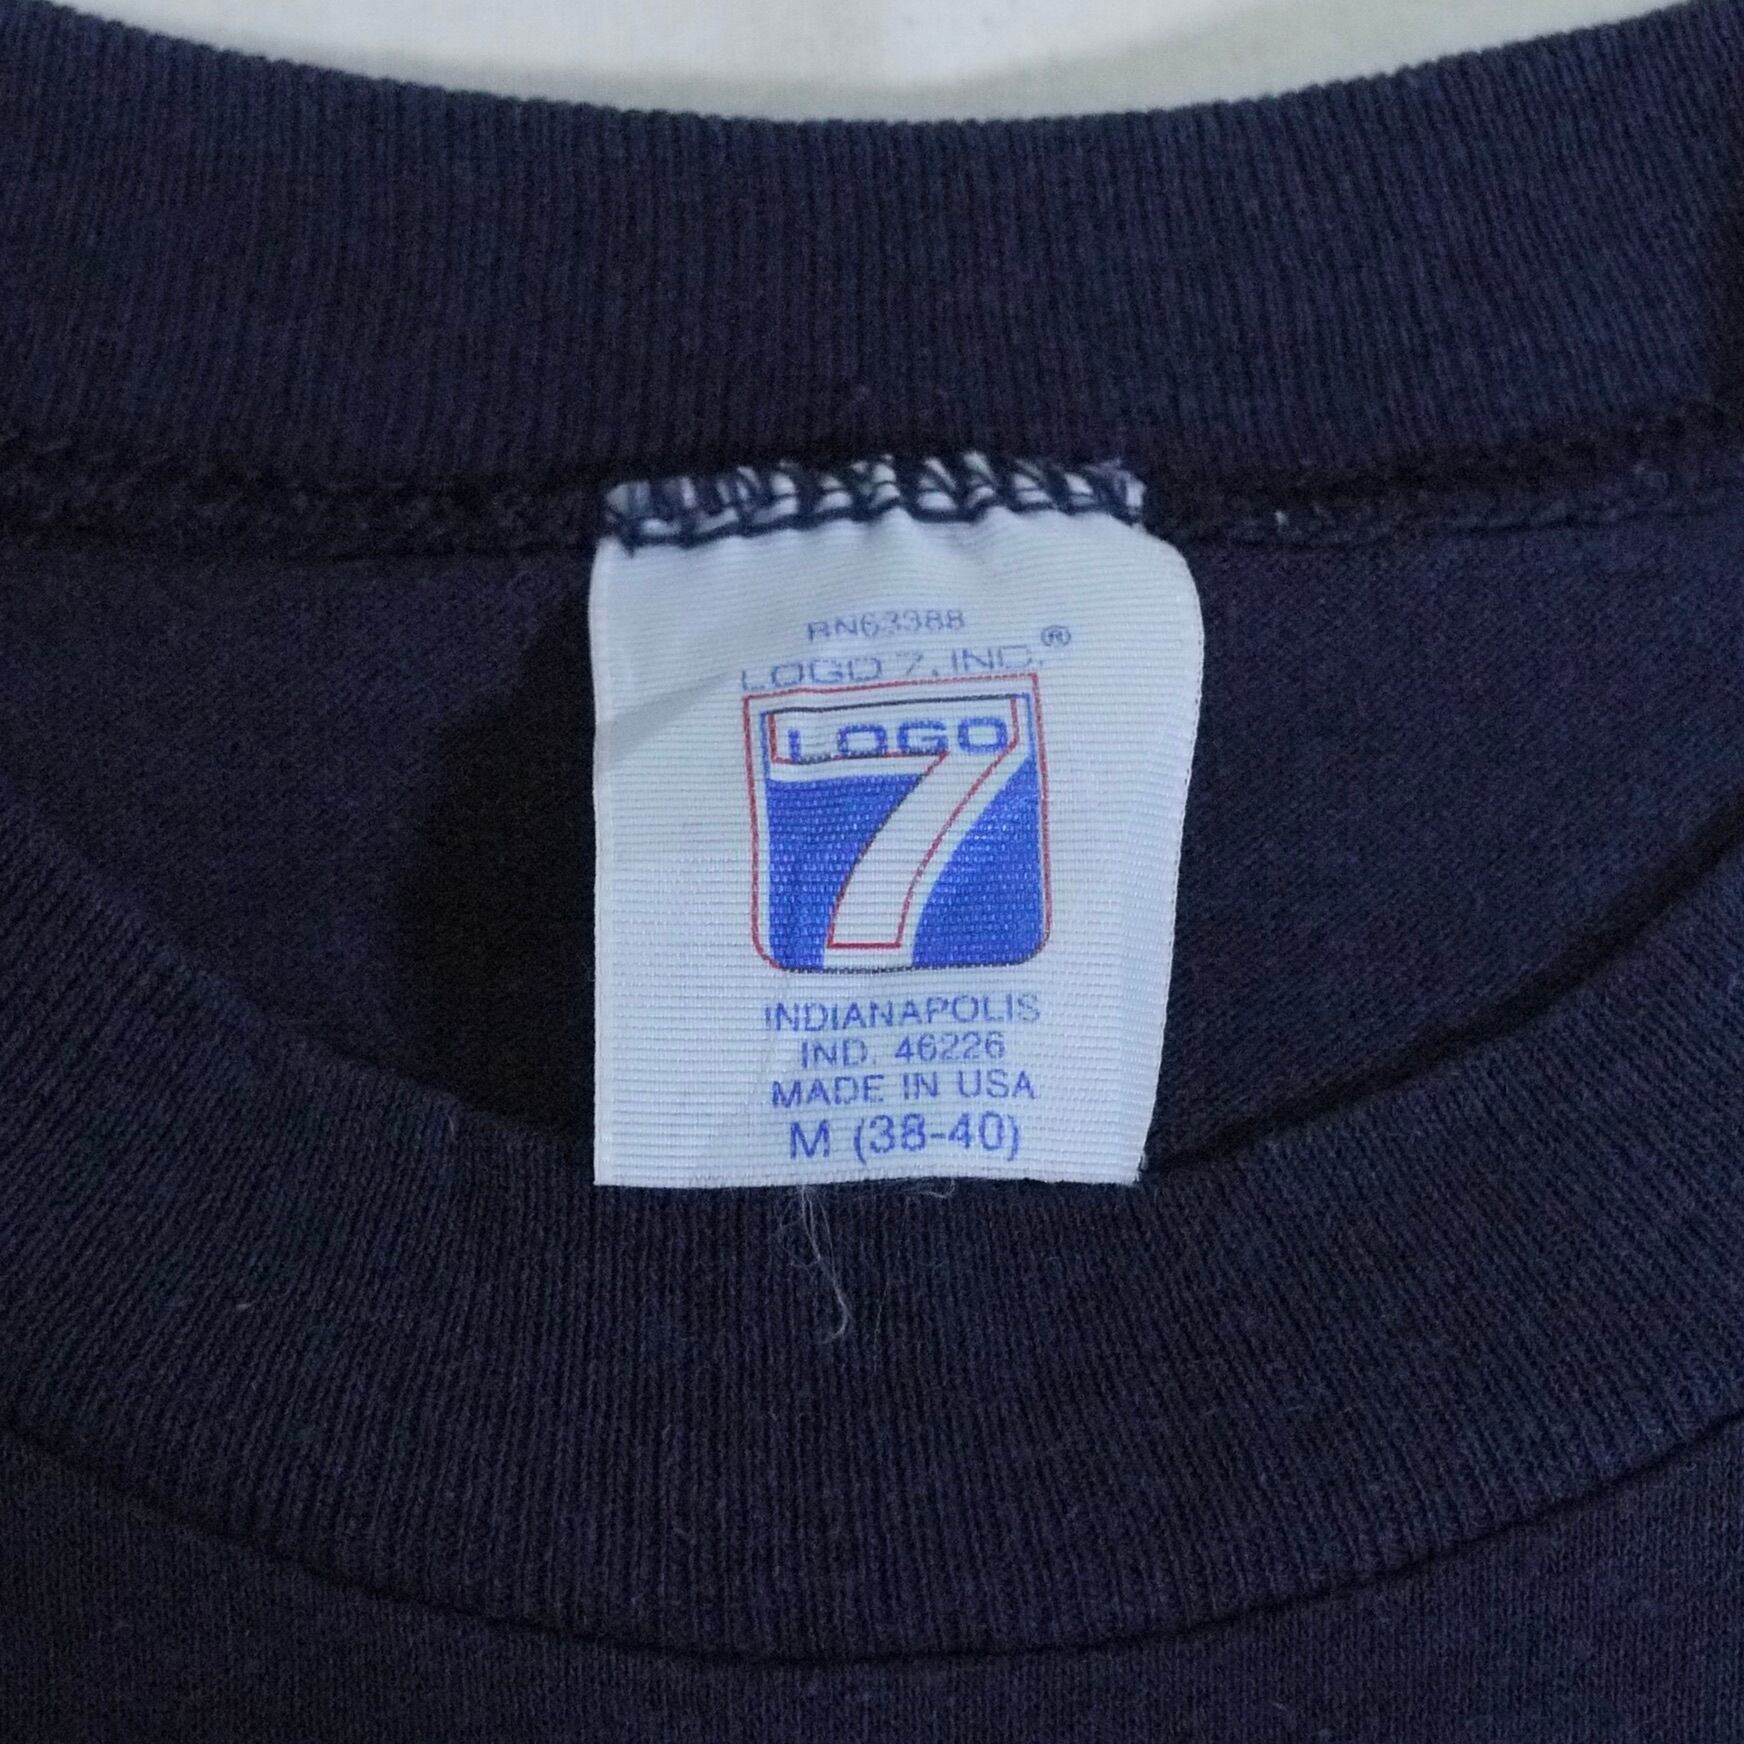 RN63388
LOGO 7, INC.®
LOGO
7
INDIANAPOLIS
IND. 46226
MADE IN USA
M (38-40)